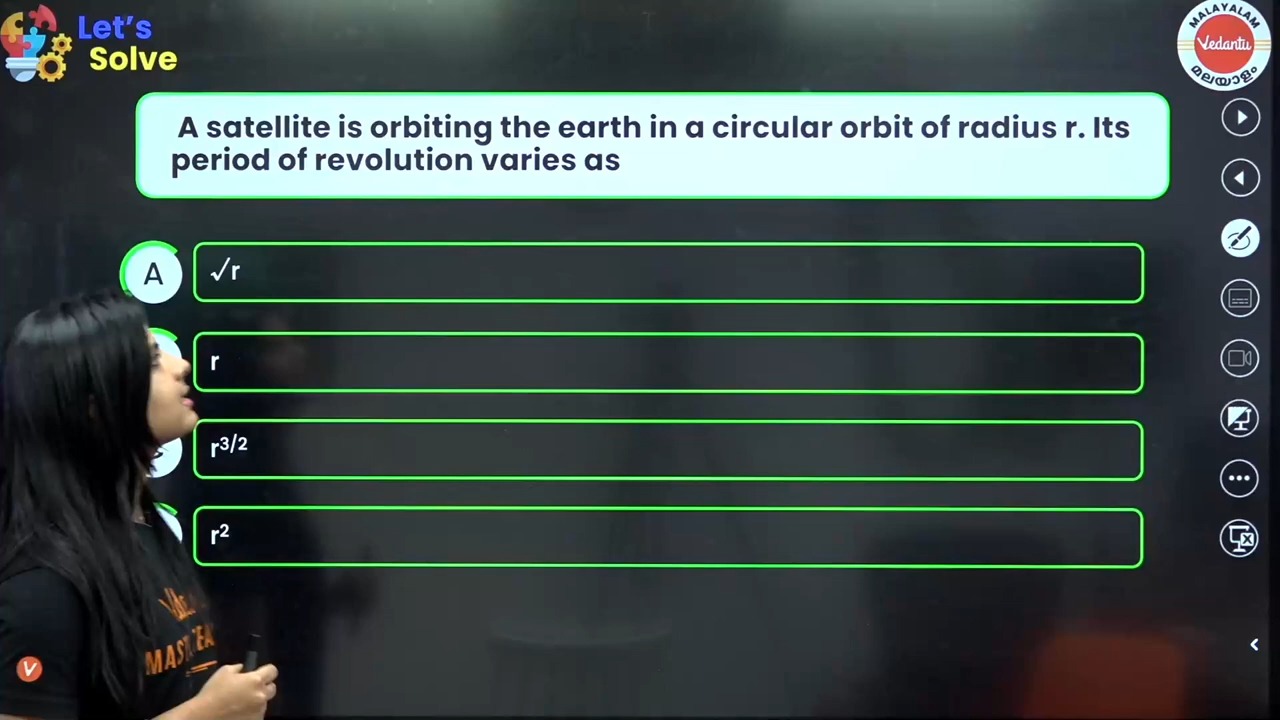 Let's
Solve
MALAYALAM
Vedantu
മലയാളം
A satellite is orbiting the earth in a circular orbit of radius r. Its
period of revolution varies as
A
√r
r
r³/²
r²
V